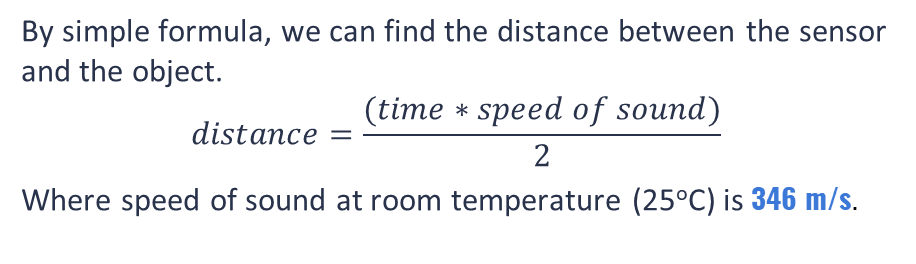 By simple formula, we can find the distance between the sensor
and the object.
distance = (time * speed of sound) / 2
Where speed of sound at room temperature (25°C) is 346 m/s.